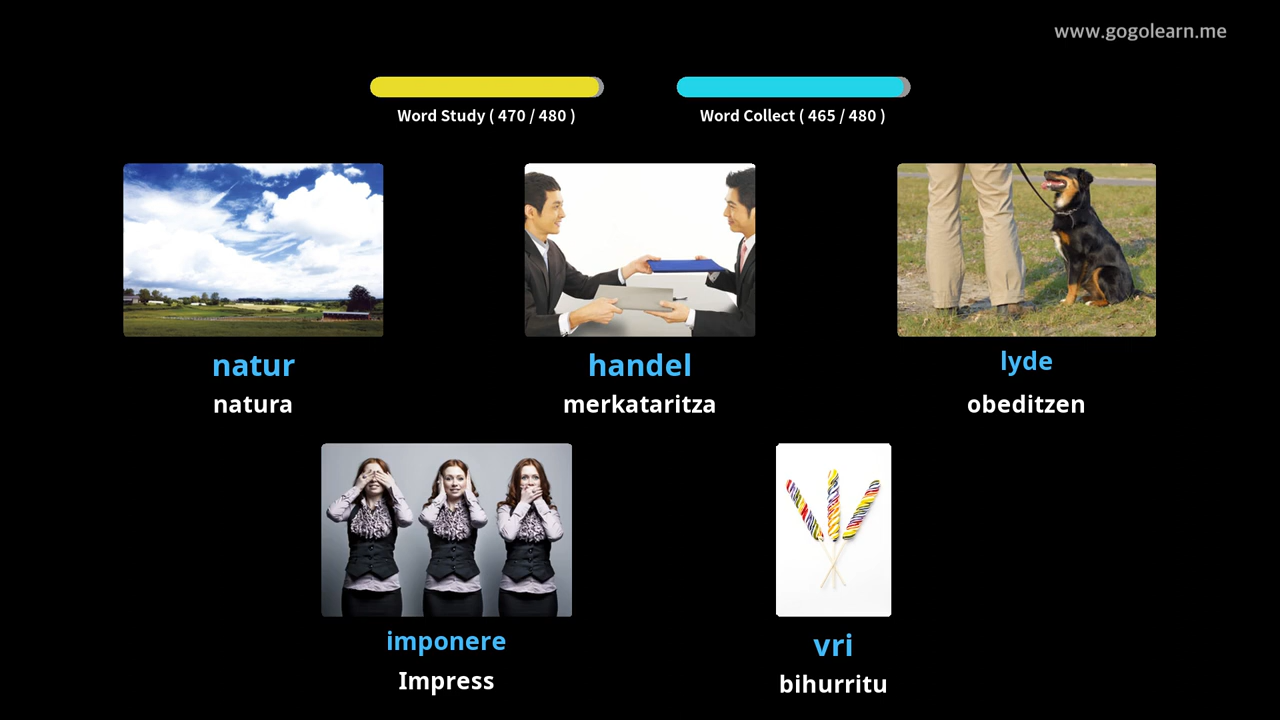 www.gogolearn.me
Word Study ( 470 / 480 )
Word Collect ( 465 / 480 )
natur
natura
handel
merkataritza
lyde
obeditzen
imponere
Impress
vri
bihurritu